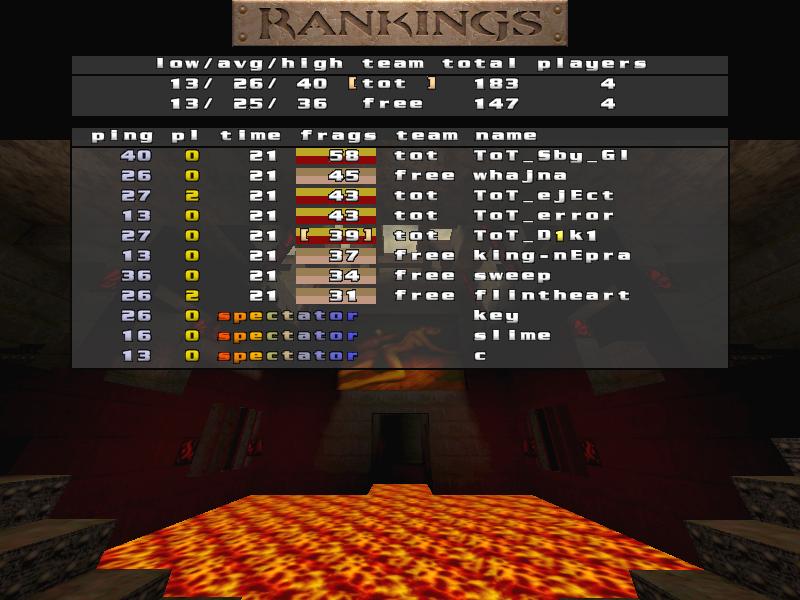 RANKINGS
low/avg/high team total players
13/ 26/ 40 [tot ] 183 4
13/ 25/ 36 free 147 4
ping pl time frags team name
40 0 21 58 tot ToT_Sby_Gl
26 0 21 45 free whajna
27 2 21 43 tot ToT_ejEct
13 0 21 43 tot ToT_error
27 0 21 [ 39] tot ToT_D1k1
13 0 21 37 free king-nEpra
36 0 21 34 free sweep
26 2 21 31 free flintheart
26 0 spectator key
16 0 spectator slime
13 0 spectator c